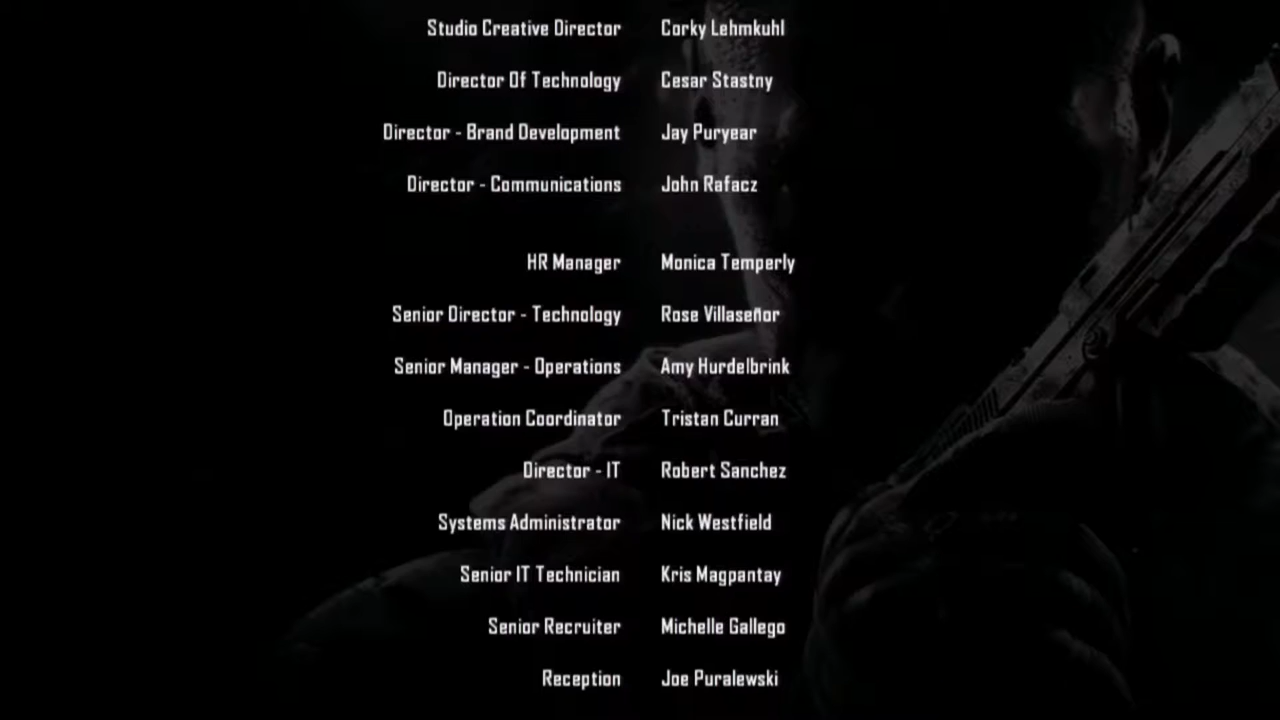 Studio Creative Director Corky Lehmkuhl
Director Of Technology Cesar Stastny
Director - Brand Development Jay Puryear
Director - Communications John Rafacz
HR Manager Monica Temperly
Senior Director - Technology Rose Villaseñor
Senior Manager - Operations Amy Hurdelbrink
Operation Coordinator Tristan Curran
Director - IT Robert Sanchez
Systems Administrator Nick Westfield
Senior IT Technician Kris Magpantay
Senior Recruiter Michelle Gallego
Reception Joe Puralewski